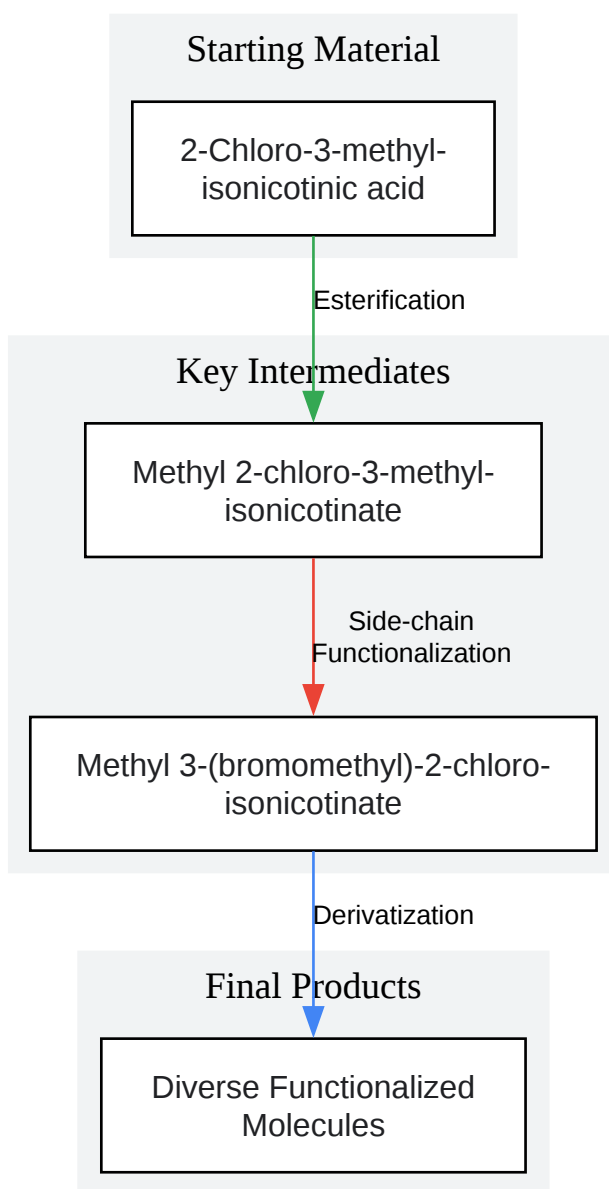 Starting Material
2-Chloro-3-methyl-
isonicotinic acid
Esterification
Key Intermediates
Methyl 2-chloro-3-methyl-
isonicotinate
Side-chain
Functionalization
Methyl 3-(bromomethyl)-2-chloro-
isonicotinate
Derivatization
Final Products
Diverse Functionalized
Molecules